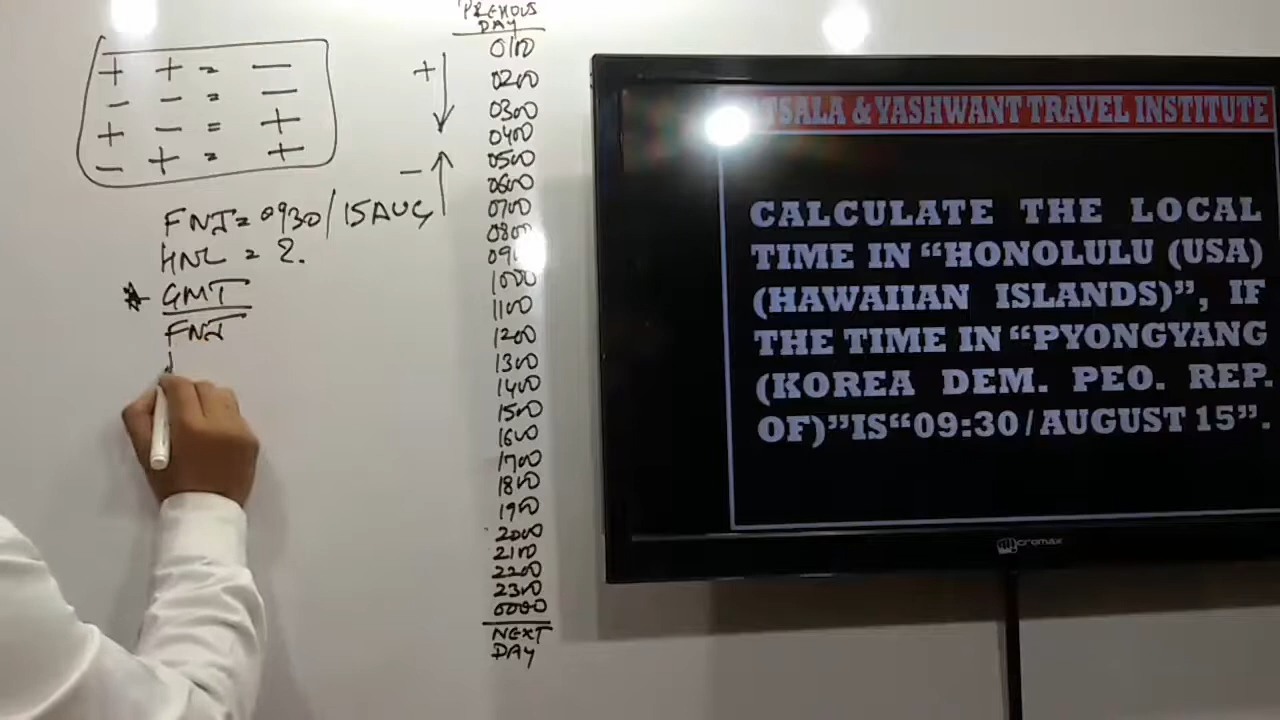 + + = -
- - = -
+ - = +
- + = +
FNJ = 0930/15AUG
HNL = ?.
* GMT
FNJ
+
-
PREVIOUS
DAY
0100
0200
0300
0400
0500
0600
0700
0800
1000
1100
1200
1300
1400
1500
1600
1700
1800
1900
2000
2100
2200
2300
0000
NEXT
DAY
& YASHWANT TRAVEL INSTITUTE
CALCULATE THE LOCAL
TIME IN “HONOLULU (USA)
(HAWAIIAN ISLANDS)”, IF
THE TIME IN “PYONGYANG
(KOREA DEM. PEO. REP.
OF)”IS“09:30/AUGUST 15”.
micromax